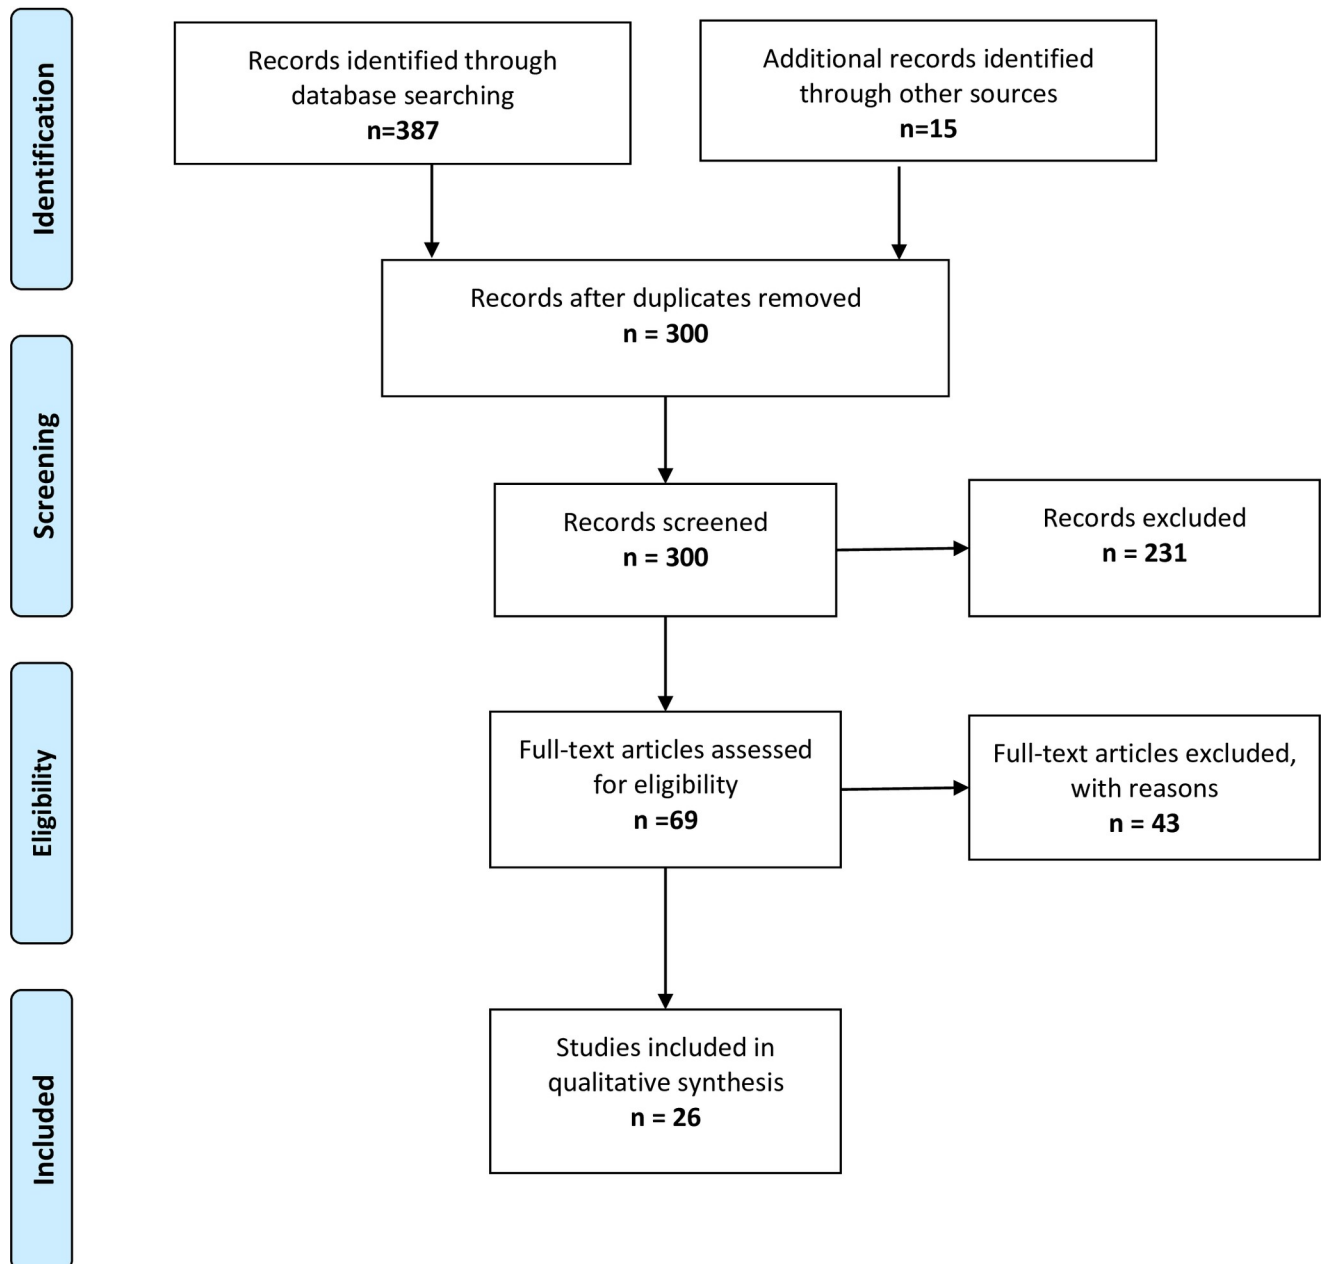 Identification
Records identified through
database searching
n=387
Additional records identified
through other sources
n=15
Records after duplicates removed
n = 300
Screening
Records screened
n = 300
Records excluded
n = 231
Eligibility
Full-text articles assessed
for eligibility
n =69
Full-text articles excluded,
with reasons
n = 43
Included
Studies included in
qualitative synthesis
n = 26